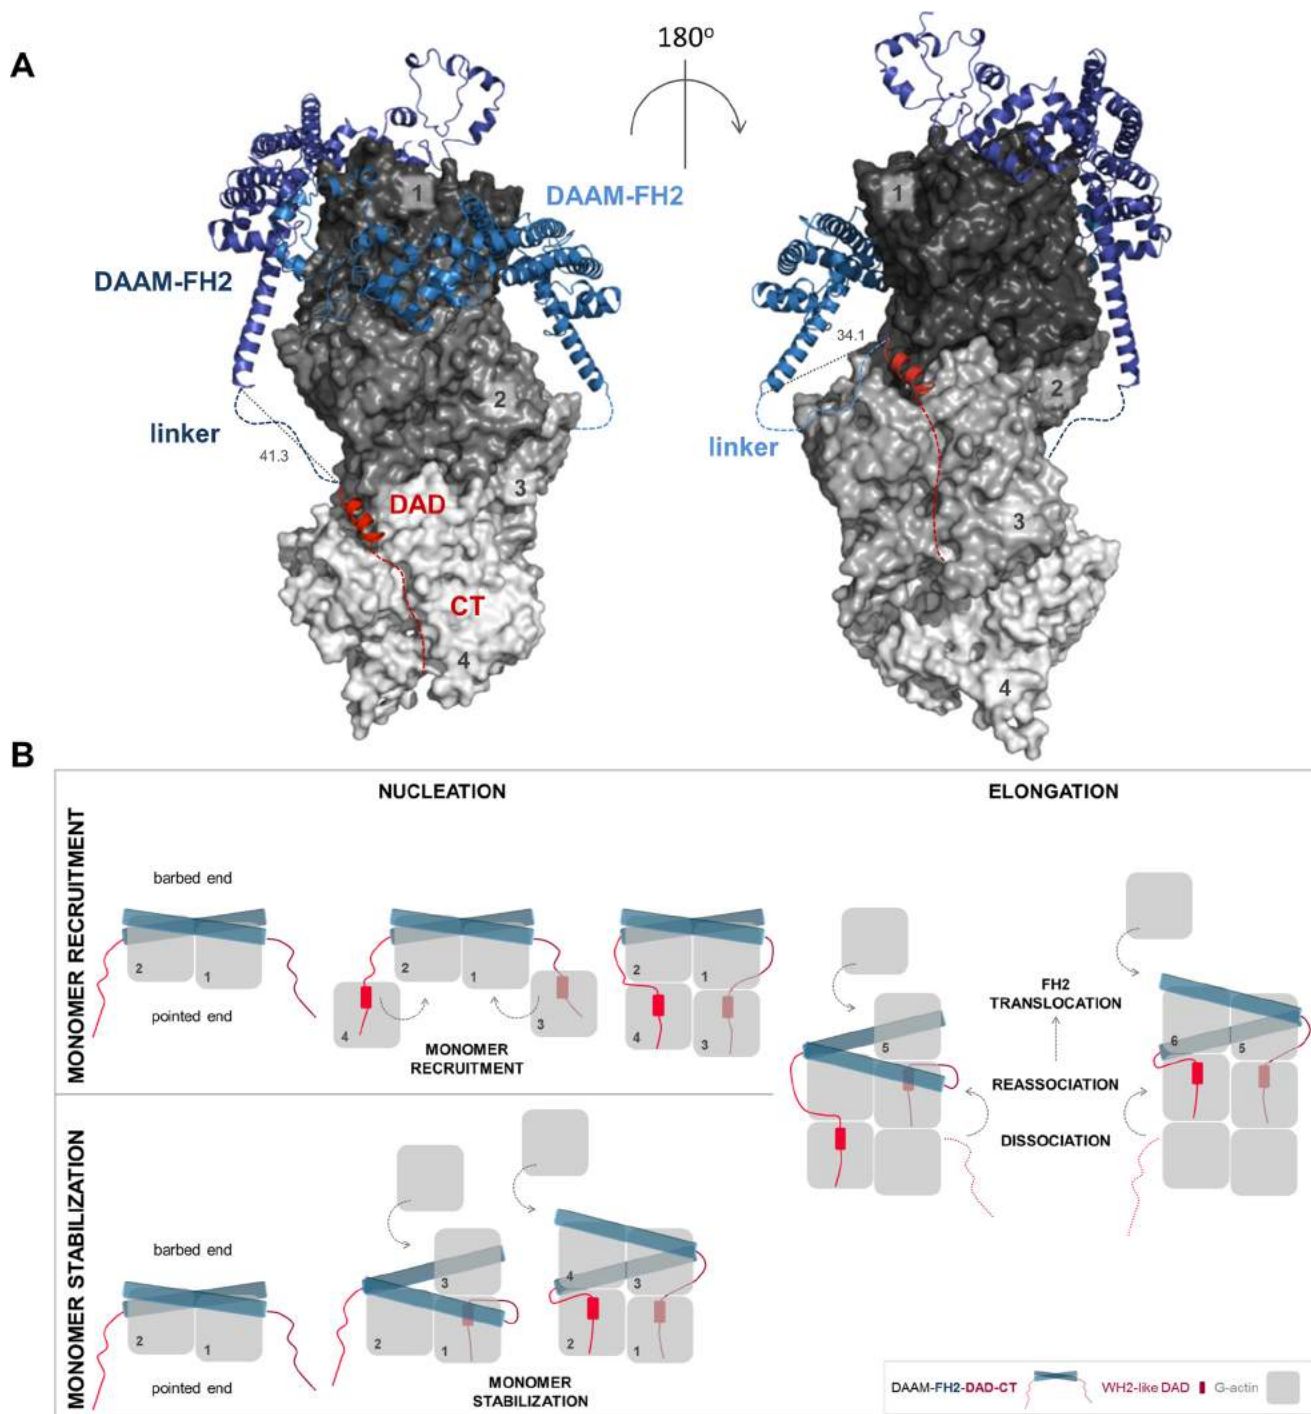 A
180°
1
DAAM-FH2
DAAM-FH2
2
linker
41.3
3
DAD
CT
4
1
34.1
2
linker
3
4
B
NUCLEATION
ELONGATION
MONOMER RECRUITMENT
barbed end
2
1
pointed end
2
1
4
3
MONOMER
RECRUITMENT
2
1
4
3
5
FH2
TRANSLOCATION
REASSOCIATION
DISSOCIATION
6
5
MONOMER STABILIZATION
barbed end
2
1
pointed end
3
2
1
4
3
2
1
MONOMER
STABILIZATION
DAAM-FH2-DAD-CT
WH2-like DAD
G-actin